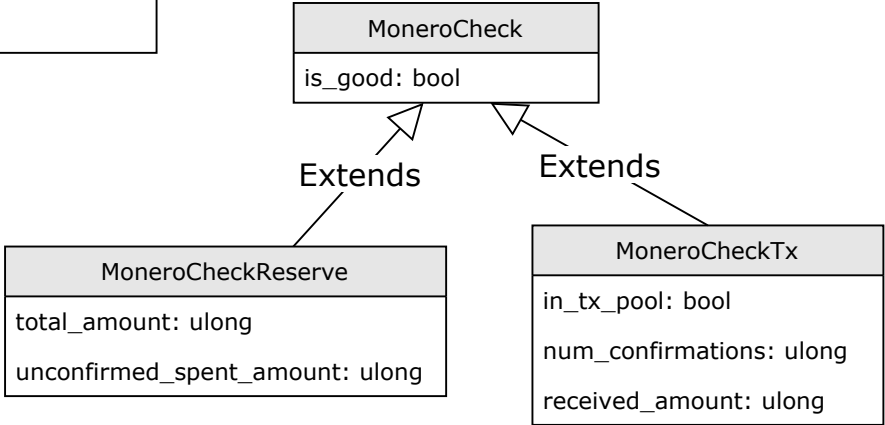 MoneroCheck
is_good: bool
Extends
Extends
MoneroCheckReserve
total_amount: ulong
unconfirmed_spent_amount: ulong
MoneroCheckTx
in_tx_pool: bool
num_confirmations: ulong
received_amount: ulong